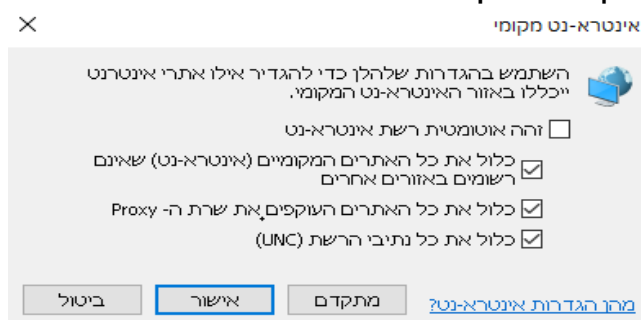 אינטרא-נט מקומי
השתמש בהגדרות שלהלן כדי להגדיר אילו אתרי אינטרנט
ייכללו באזור האינטרא-נט המקומי.
זהה אוטומטית רשת אינטרא-נט
כלול את כל האתרים המקומיים (אינטרא-נט) שאינם
רשומים באזורים אחרים
כלול את כל האתרים העוקפים את שרת ה- Proxy
כלול את כל נתיבי הרשת (UNC)
מהן הגדרות אינטרא-נט?
מתקדם
אישור
ביטול